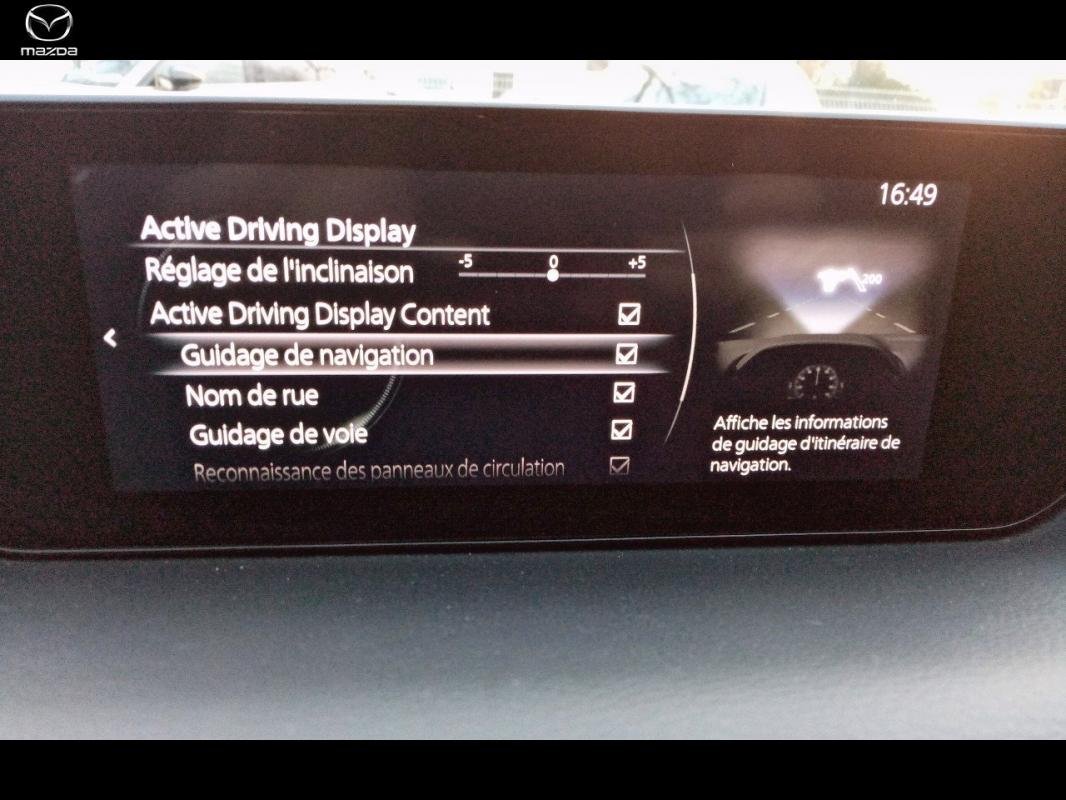 mazda
16:49
Active Driving Display
Réglage de l'inclinaison -5 0 +5
Active Driving Display Content
Guidage de navigation
Nom de rue
Guidage de voie
Reconnaissance des panneaux de circulation
200
Affiche les informations
de guidage d'itinéraire de
navigation.